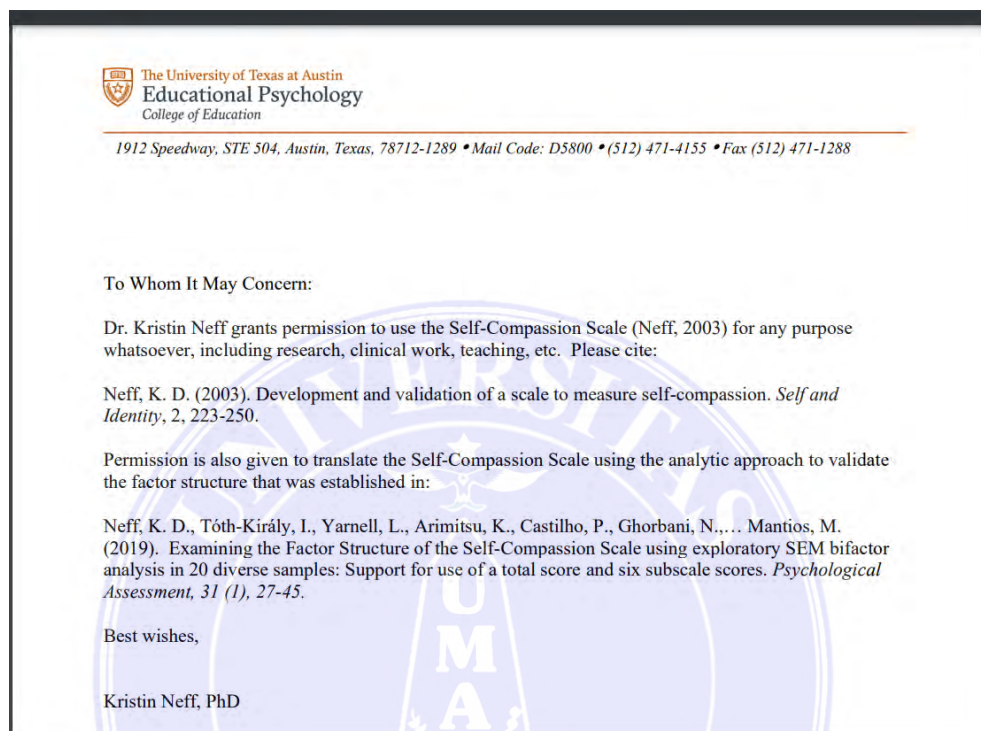 The University of Texas at Austin
Educational Psychology
College of Education
1912 Speedway, STE 504, Austin, Texas, 78712-1289 • Mail Code: D5800 • (512) 471-4155 • Fax (512) 471-1288
To Whom It May Concern:
Dr. Kristin Neff grants permission to use the Self-Compassion Scale (Neff, 2003) for any purpose
whatsoever, including research, clinical work, teaching, etc.  Please cite:
Neff, K. D. (2003). Development and validation of a scale to measure self-compassion. Self and
Identity, 2, 223-250.
Permission is also given to translate the Self-Compassion Scale using the analytic approach to validate
the factor structure that was established in:
Neff, K. D., Tóth-Király, I., Yarnell, L., Arimitsu, K., Castilho, P., Ghorbani, N.,… Mantios, M.
(2019).  Examining the Factor Structure of the Self-Compassion Scale using exploratory SEM bifactor
analysis in 20 diverse samples: Support for use of a total score and six subscale scores. Psychological
Assessment, 31 (1), 27-45.
Best wishes,
Kristin Neff, PhD
UNIVERSITAS
U
M
A